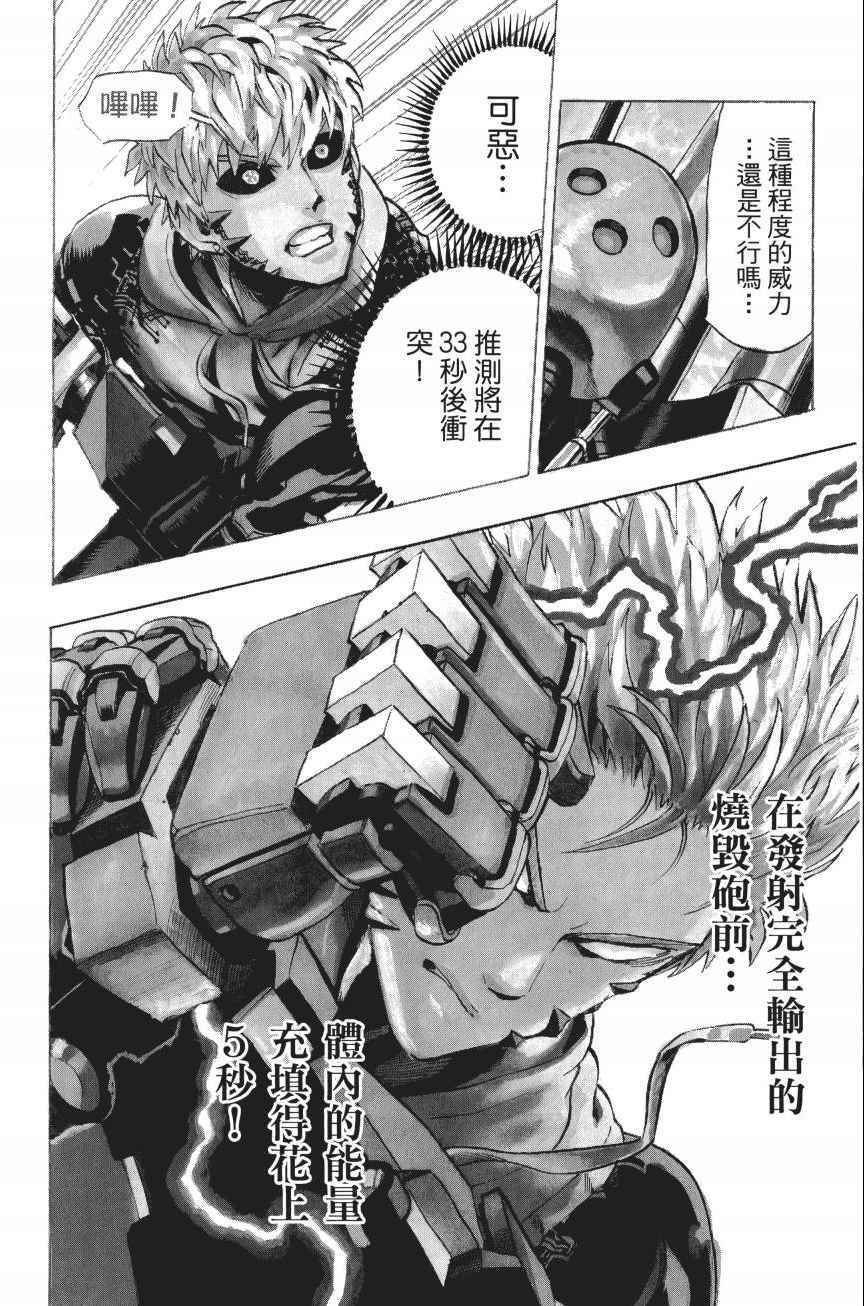 這種程度的威力
…還是不行嗎…
可惡…
嗶嗶！
推測將在
33秒後衝
突！
在發射完全輸出的
燒毀砲前…
體內的能量
充填得花上
5秒！